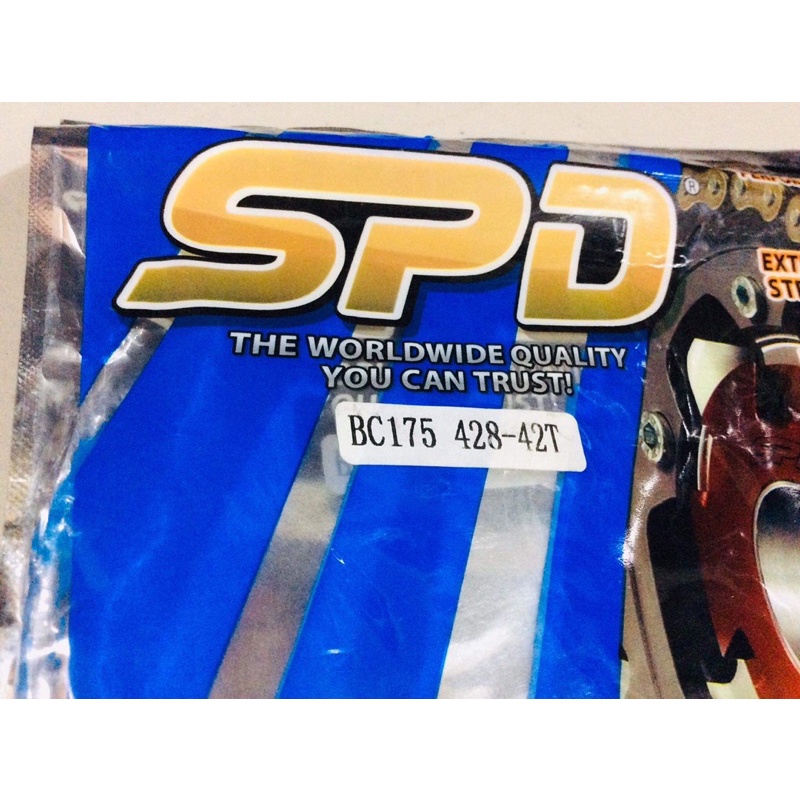 SPD
®
THE WORLDWIDE QUALITY
YOU CAN TRUST!
BC175 428-42T